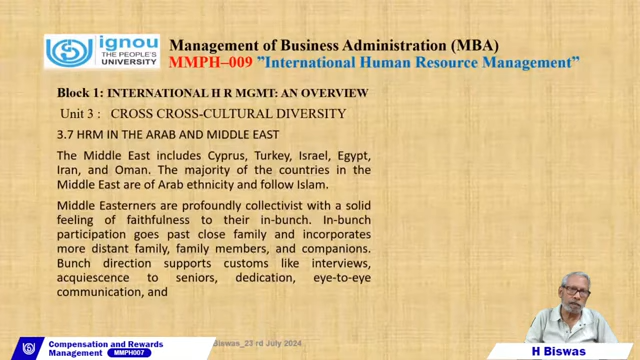 ignou
THE PEOPLE'S
UNIVERSITY
Management of Business Administration (MBA)
MMPH–009 ”International Human Resource Management”
Block 1: INTERNATIONAL H R MGMT: AN OVERVIEW
Unit 3 : CROSS CROSS-CULTURAL DIVERSITY
3.7 HRM IN THE ARAB AND MIDDLE EAST
The Middle East includes Cyprus, Turkey, Israel, Egypt,
Iran, and Oman. The majority of the countries in the
Middle East are of Arab ethnicity and follow Islam.
Middle Easterners are profoundly collectivist with a solid
feeling of faithfulness to their in-bunch. In-bunch
participation goes past close family and incorporates
more distant family, family members, and companions.
Bunch direction supports customs like interviews,
acquiescence to seniors, dedication, eye-to-eye
communication, and
Compensation and Rewards
Management MMPH007
Biswas_23 rd July 2024
H Biswas